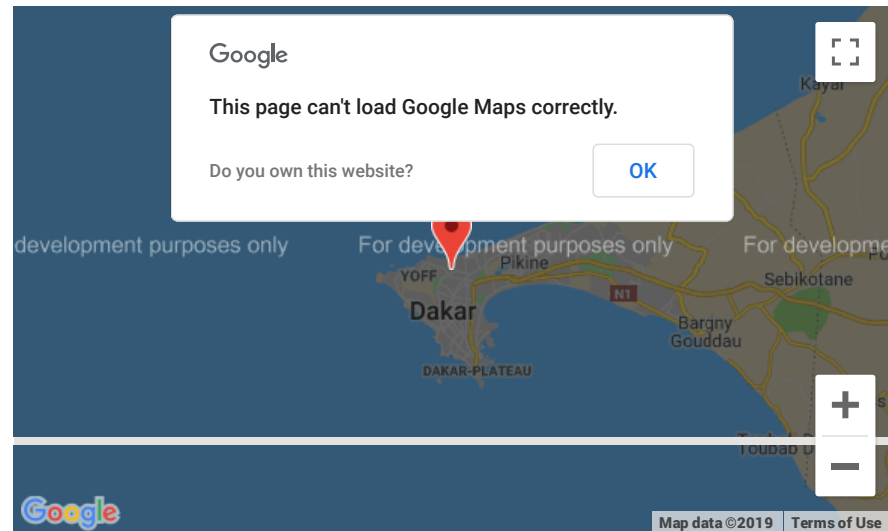 Google
This page can't load Google Maps correctly.
Do you own this website?
OK
Kayar
development purposes only
For development purposes only
For developme
YOFF
Pikine
Sebikotane
N1
Dakar
Bargny
Gouddau
DAKAR-PLATEAU
Toubab D
Google
Map data ©2019
Terms of Use